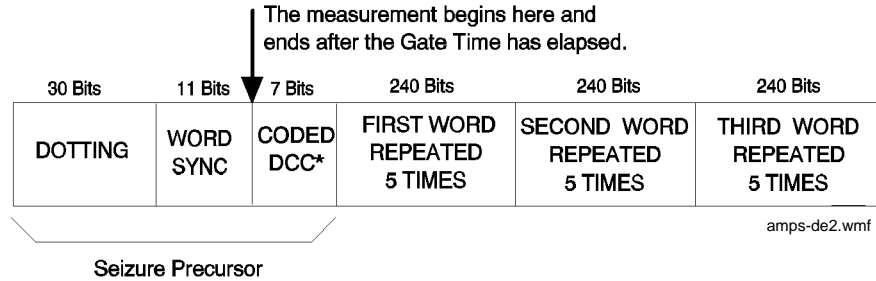 The measurement begins here and
ends after the Gate Time has elapsed.
30 Bits 11 Bits 7 Bits 240 Bits 240 Bits 240 Bits
DOTTING
WORD
SYNC
CODED
DCC*
FIRST WORD
REPEATED
5 TIMES
SECOND WORD
REPEATED
5 TIMES
THIRD WORD
REPEATED
5 TIMES
amps-de2.wmf
Seizure Precursor